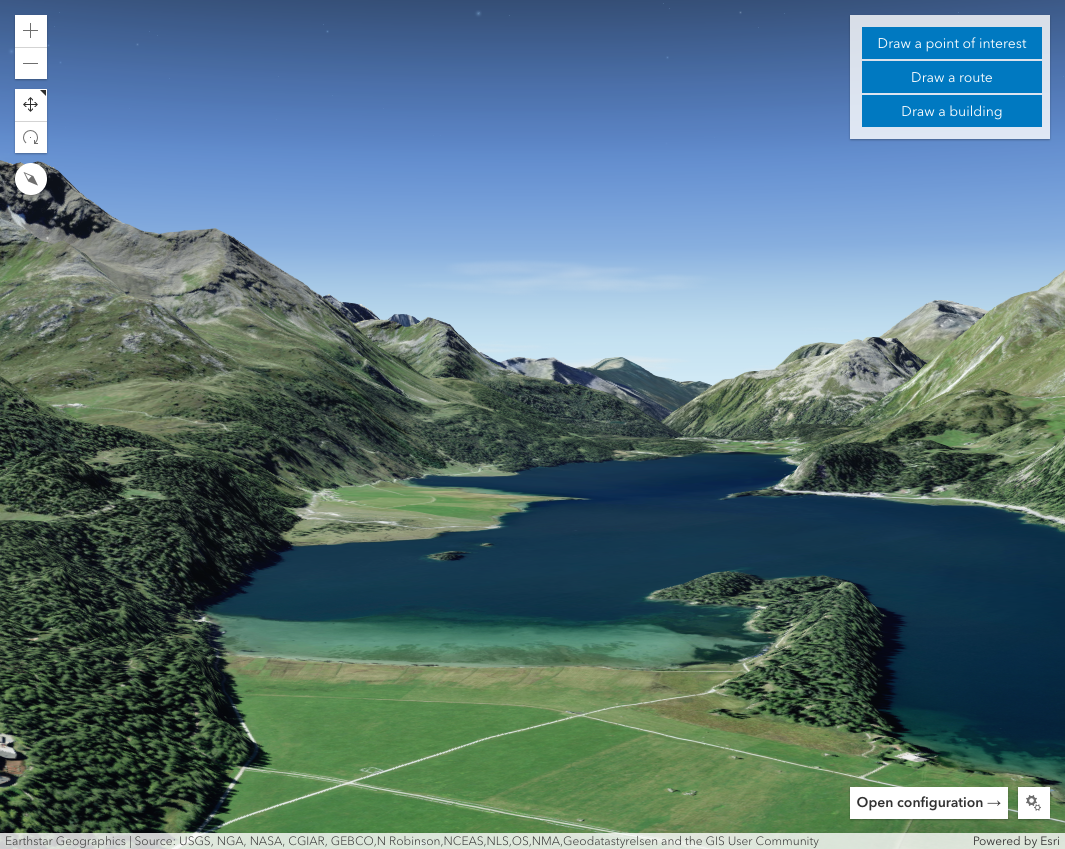 Draw a point of interest
Draw a route
Draw a building
Open configuration →
Earthstar Geographics | Source: USGS, NGA, NASA, CGIAR, GEBCO,N Robinson,NCEAS,NLS,OS,NMA,Geodatastyrelsen and the GIS User Community
Powered by Esri